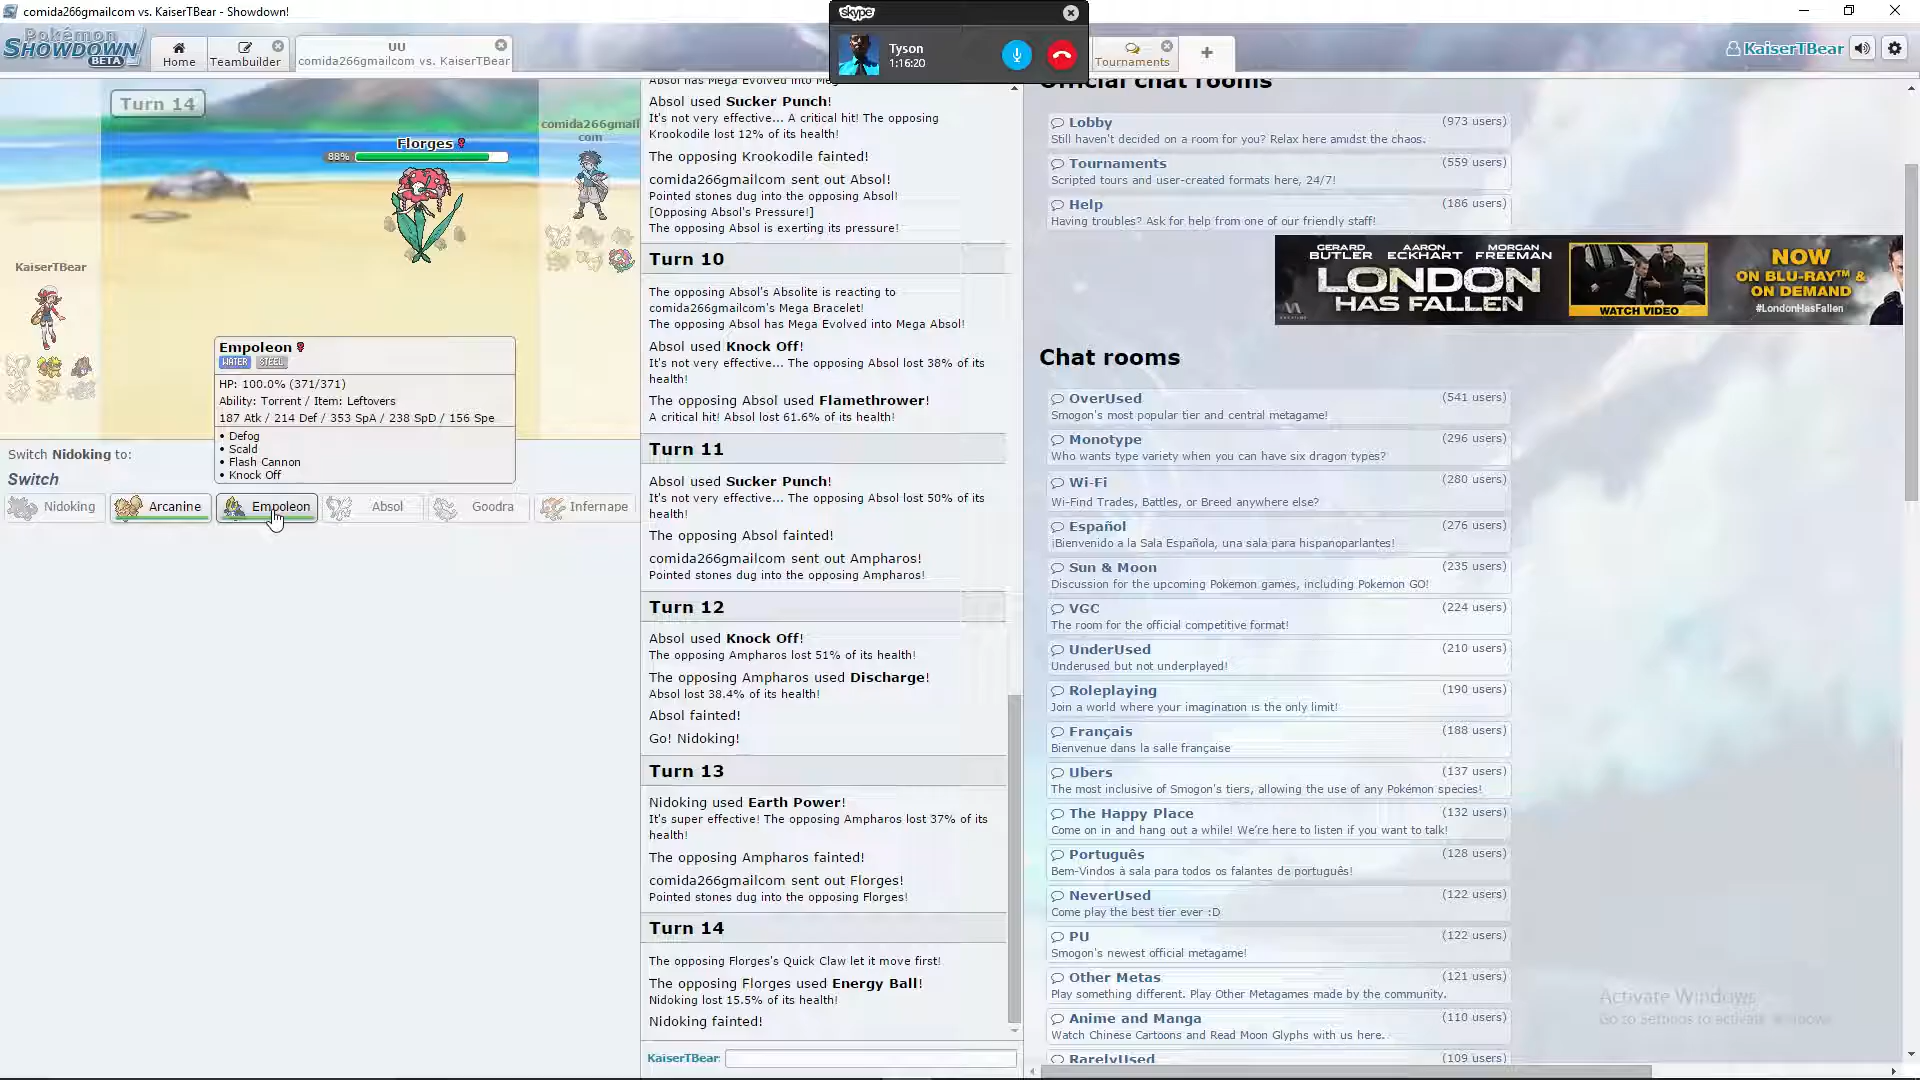 comida266gmailcom vs. KaiserTBear - Showdown!
skype
Tyson
1:16:20
Pokémon
SHOWDOWN!
BETA
Home
Teambuilder
UU
comida266gmailcom vs. KaiserTBear
Tournaments
KaiserTBear
Turn 14
comida266gmail
com
Florges
88%
KaiserTBear
Empoleon
WATER STEEL
HP: 100.0% (371/371)
Ability: Torrent / Item: Leftovers
187 Atk / 214 Def / 353 SpA / 238 SpD / 156 Spe
• Defog
• Scald
• Flash Cannon
• Knock Off
Switch Nidoking to:
Switch
Nidoking
Arcanine
Empoleon
Absol
Goodra
Infernape
Absol used Sucker Punch!
It's not very effective... A critical hit! The opposing
Krookodile lost 12% of its health!
The opposing Krookodile fainted!
comida266gmailcom sent out Absol!
Pointed stones dug into the opposing Absol!
[Opposing Absol's Pressure!]
The opposing Absol is exerting its pressure!
Turn 10
The opposing Absol's Absolite is reacting to
comida266gmailcom's Mega Bracelet!
The opposing Absol has Mega Evolved into Mega Absol!
Absol used Knock Off!
It's not very effective... The opposing Absol lost 38% of its
health!
The opposing Absol used Flamethrower!
A critical hit! Absol lost 61.6% of its health!
Turn 11
Absol used Sucker Punch!
It's not very effective... The opposing Absol lost 50% of its
health!
The opposing Absol fainted!
comida266gmailcom sent out Ampharos!
Pointed stones dug into the opposing Ampharos!
Turn 12
Absol used Knock Off!
The opposing Ampharos lost 51% of its health!
The opposing Ampharos used Discharge!
Absol lost 38.4% of its health!
Absol fainted!
Go! Nidoking!
Turn 13
Nidoking used Earth Power!
It's super effective! The opposing Ampharos lost 37% of its
health!
The opposing Ampharos fainted!
comida266gmailcom sent out Florges!
Pointed stones dug into the opposing Florges!
Turn 14
The opposing Florges's Quick Claw let it move first!
The opposing Florges used Energy Ball!
Nidoking lost 15.5% of its health!
Nidoking fainted!
KaiserTBear:
Official chat rooms
Lobby (973 users)
Still haven't decided on a room for you? Relax here amidst the chaos.
Tournaments (559 users)
Scripted tours and user-created formats here, 24/7!
Help (186 users)
Having troubles? Ask for help from one of our friendly staff!
GERARD BUTLER AARON ECKHART MORGAN FREEMAN
LONDON
HAS FALLEN
WATCH VIDEO
NOW
ON BLU-RAY™ &
ON DEMAND
#LondonHasFallen
Chat rooms
OverUsed (541 users)
Smogon's most popular tier and central metagame!
Monotype (296 users)
Who wants type variety when you can have six dragon types?
Wi-Fi (280 users)
Wi-Find Trades, Battles, or Breed anywhere else?
Español (276 users)
¡Bienvenido a la Sala Española, una sala para hispanoparlantes!
Sun & Moon (235 users)
Discussion for the upcoming Pokemon games, including Pokemon GO!
VGC (224 users)
The room for the official competitive format!
UnderUsed (210 users)
Underused but not underplayed!
Roleplaying (190 users)
Join a world where your imagination is the only limit!
Français (188 users)
Bienvenue dans la salle française
Ubers (137 users)
The most inclusive of Smogon's tiers, allowing the use of any Pokémon species!
The Happy Place (132 users)
Come on in and hang out a while! We're here to listen if you want to talk!
Português (128 users)
Bem-Vindos à sala para todos os falantes de português!
NeverUsed (122 users)
Come play the best tier ever :D
PU (122 users)
Smogon's newest official metagame!
Other Metas (121 users)
Play something different. Play Other Metagames made by the community.
Anime and Manga (110 users)
Watch Chinese Cartoons and Read Moon Glyphs with us here.
RarelyUsed (109 users)
Activate Windows
Go to Settings to activate Windows.